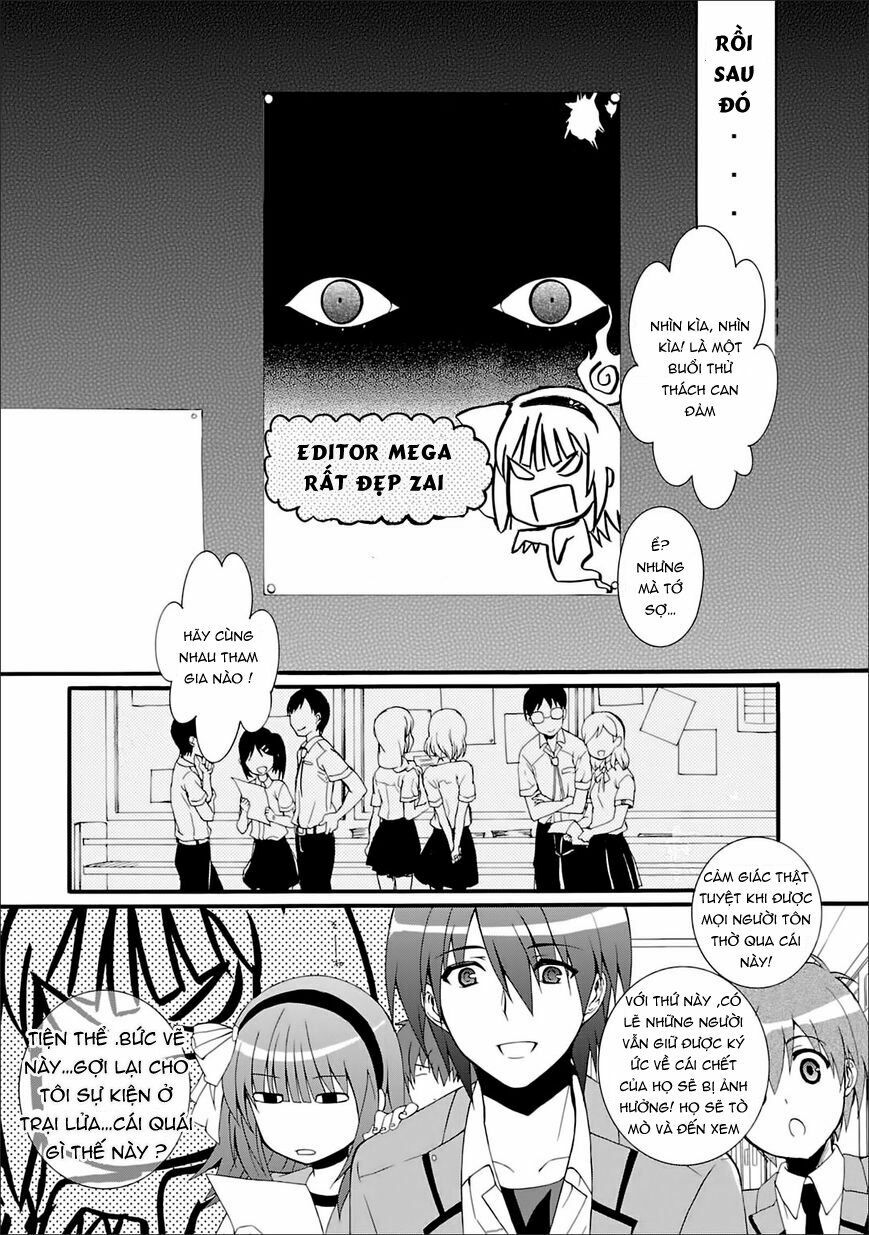 RỒI
SAU
ĐÓ
.
.
.
NHÌN KÌA, NHÌN
KÌA! LÀ MỘT
BUỔI THỬ
THÁCH CAN
ĐẢM
EDITOR MEGA
RẤT ĐẸP ZAI
Ể?
NHƯNG
MÀ TỚ
SỢ...
HÃY CÙNG
NHAU THAM
GIA NÀO !
CẢM GIÁC THẬT
TUYỆT KHI ĐƯỢC
MỌI NGƯỜI TÔN
THỜ QUA CÁI
NÀY!
VỚI THỨ NÀY ,CÓ
LẼ NHỮNG NGƯỜI
VẪN GIỮ ĐƯỢC KÝ
ỨC VỀ CÁI CHẾT
CỦA HỌ SẼ BỊ ẢNH
HƯỞNG! HỌ SẼ TÒ
MÒ VÀ ĐẾN XEM
TIỆN THỂ .BỨC VẼ
NÀY...GỢI LẠI CHO
TÔI SỰ KIỆN Ở
TRẠI LỬA...CÁI QUÁI
GÌ THẾ NÀY ?